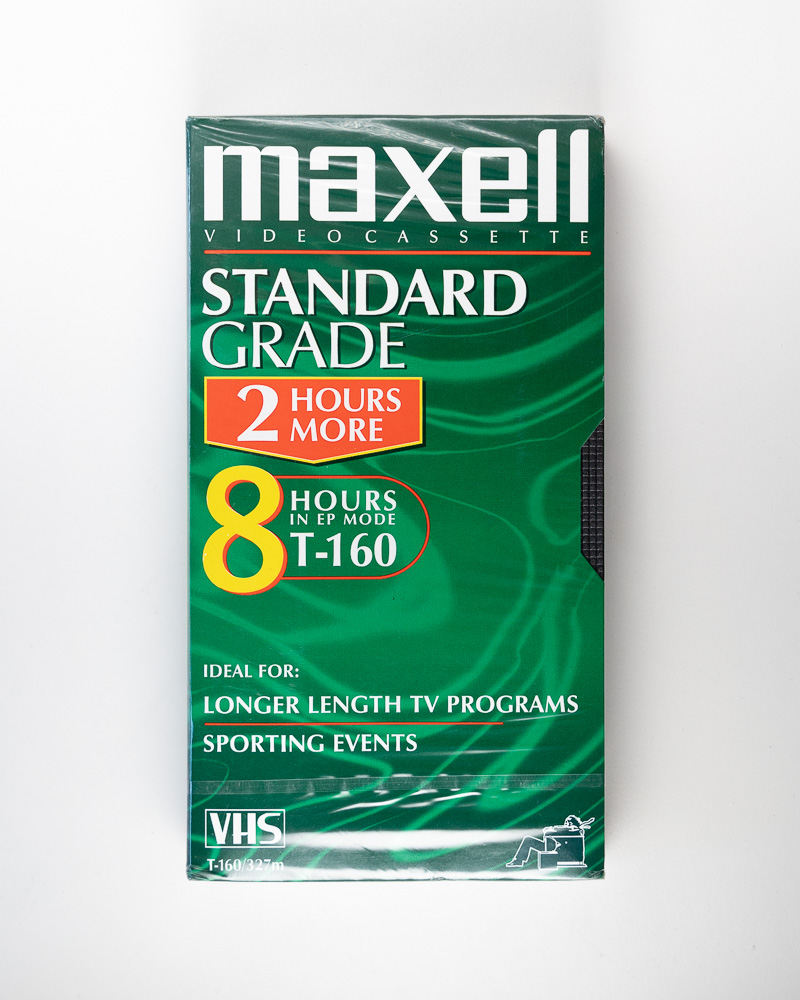 maxell
VIDEOCASSETTE
STANDARD
GRADE
2 HOURS
MORE
8 HOURS
IN EP MODE
T-160
IDEAL FOR:
LONGER LENGTH TV PROGRAMS
SPORTING EVENTS
VHS
T-160/327m